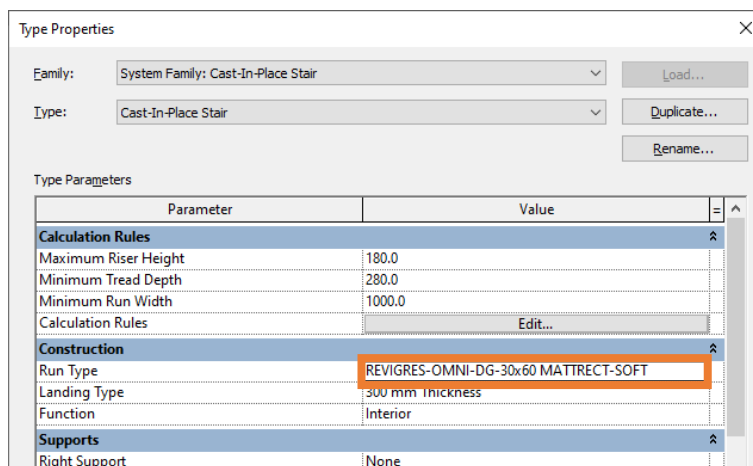 Type Properties
Family: System Family: Cast-In-Place Stair Load...
Type: Cast-In-Place Stair Duplicate...
Rename...
Type Parameters
Parameter Value =
Calculation Rules
Maximum Riser Height 180.0
Minimum Tread Depth 280.0
Minimum Run Width 1000.0
Calculation Rules Edit...
Construction
Run Type REVIGRES-OMNI-DG-30x60 MATTRECT-SOFT
Landing Type 300 mm Thickness
Function Interior
Supports
Right Support None